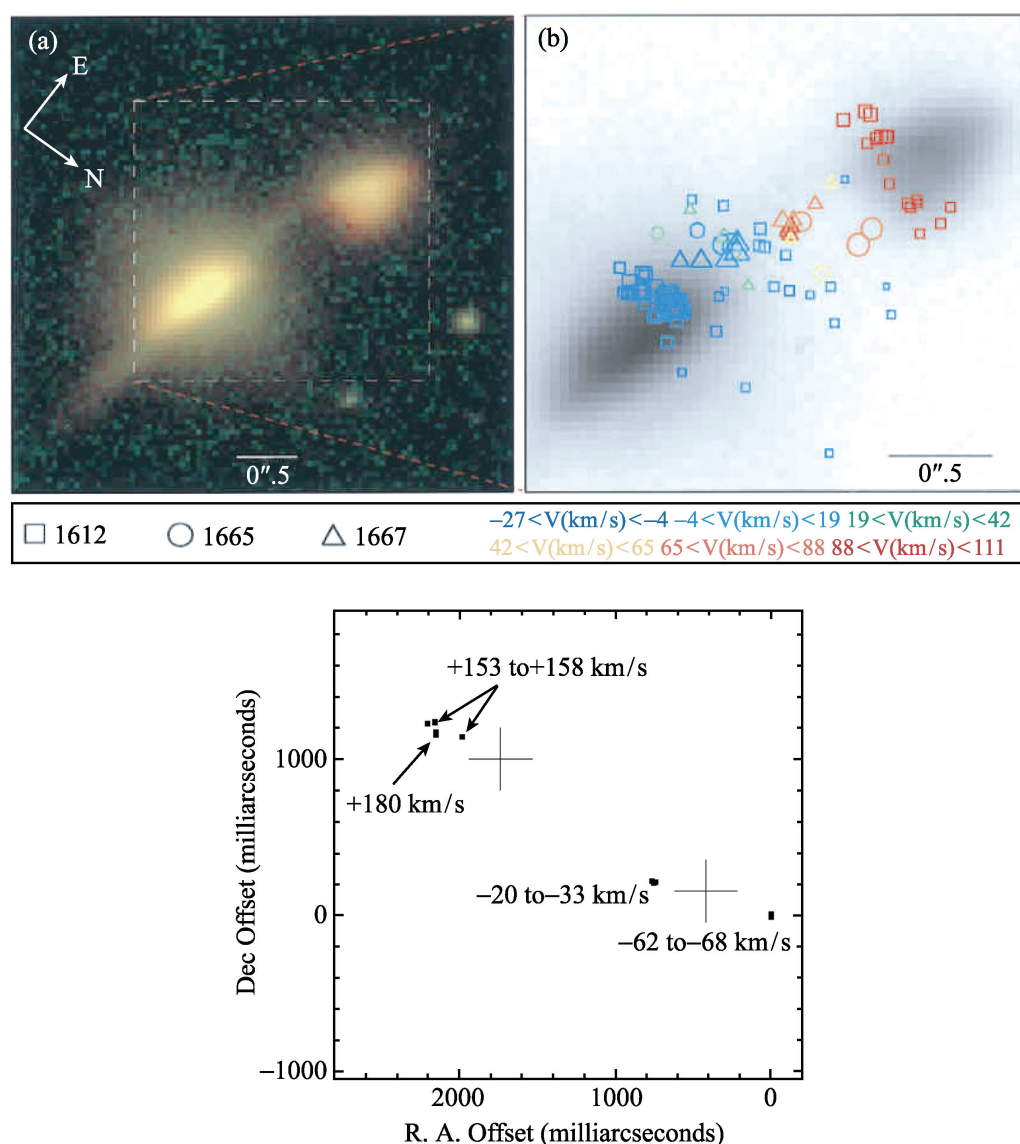 (a)
E
N
0″.5
(b)
0″.5
1612 1665 1667
–27<V(km/s)<–4 –4<V(km/s)<19 19<V(km/s)<42
42<V(km/s)<65 65<V(km/s)<88 88<V(km/s)<111
+153 to+158 km/s
+180 km/s
–20 to–33 km/s
–62 to–68 km/s
Dec Offset (milliarcseconds)
1000
0
–1000
2000 1000 0
R. A. Offset (milliarcseconds)